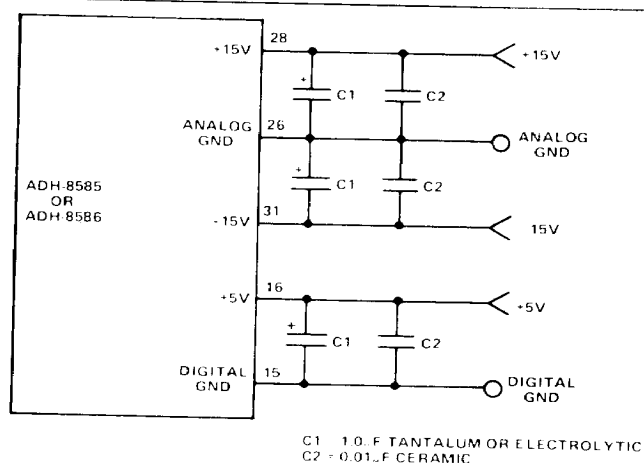 28
+15V
+15V
+
C1
C2
ANALOG
GND
26
ANALOG
GND
+
C1
C2
ADH-8585
OR
ADH-8586
-15V
31
15V
+5V
16
+5V
+
C1
C2
DIGITAL
GND
15
DIGITAL
GND
C1 1.0 F TANTALUM OR ELECTROLYTIC
C2 = 0.01 F CERAMIC